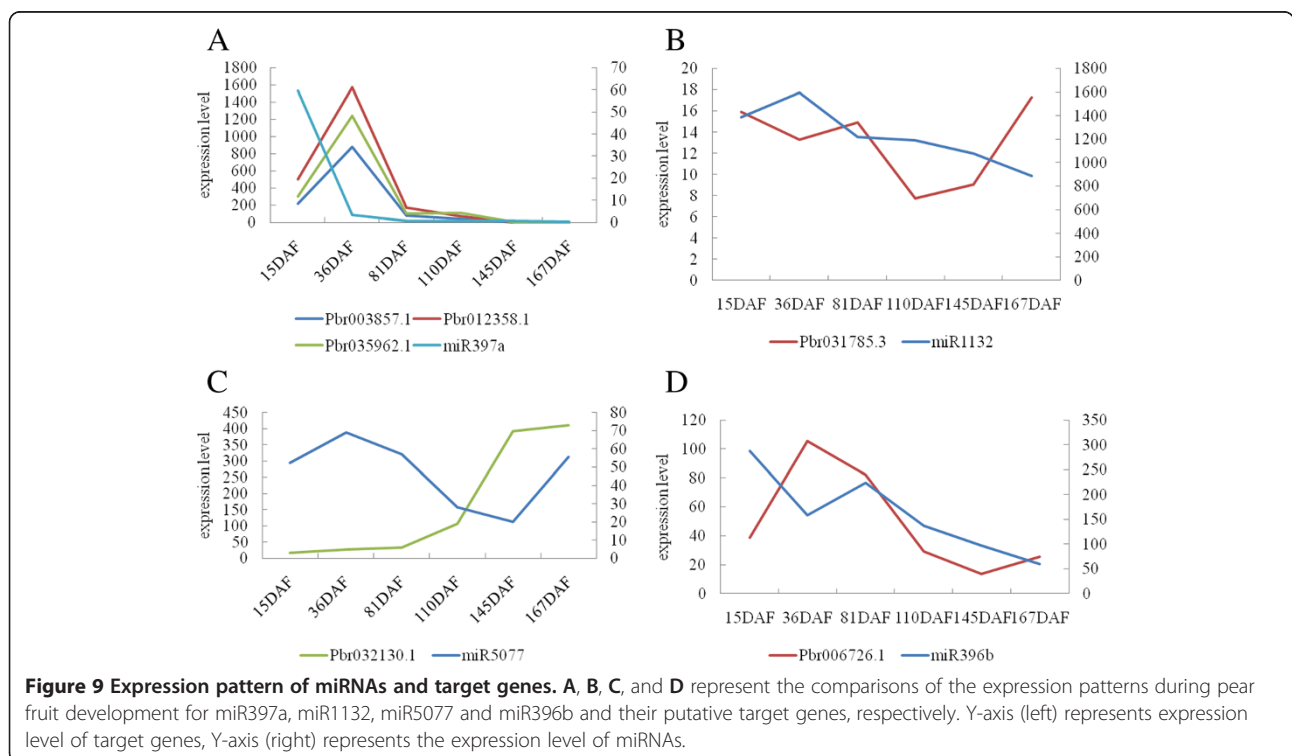 A
1800
1600
1400
1200
1000
800
600
400
200
0
expression level
70
60
50
40
30
20
10
0
15DAF
36DAF
81DAF
110DAF
145DAF
167DAF
Pbr003857.1 Pbr012358.1
Pbr035962.1 miR397a
B
20
18
16
14
12
10
8
6
4
2
0
expression level
1800
1600
1400
1200
1000
800
600
400
200
0
15DAF 36DAF 81DAF 110DAF 145DAF 167DAF
Pbr031785.3 miR1132
C
450
400
350
300
250
200
150
100
50
0
expression level
80
70
60
50
40
30
20
10
0
15DAF
36DAF
81DAF
110DAF
145DAF
167DAF
Pbr032130.1 miR5077
D
120
100
80
60
40
20
0
expression level
350
300
250
200
150
100
50
0
15DAF 36DAF 81DAF 110DAF 145DAF 167DAF
Pbr006726.1 miR396b
Figure 9 Expression pattern of miRNAs and target genes. A, B, C, and D represent the comparisons of the expression patterns during pear
fruit development for miR397a, miR1132, miR5077 and miR396b and their putative target genes, respectively. Y-axis (left) represents expression
level of target genes, Y-axis (right) represents the expression level of miRNAs.